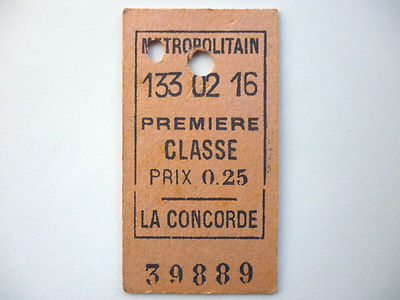 METROPOLITAIN
133 02 16
PREMIERE
CLASSE
PRIX 0.25
LA CONCORDE
39889